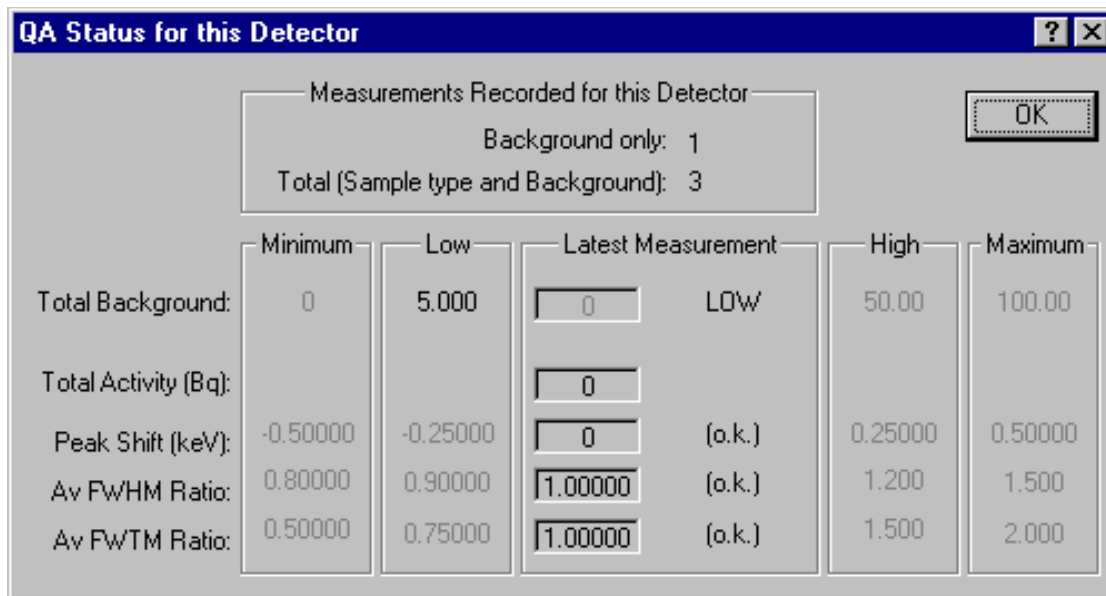 QA Status for this Detector ? X
Measurements Recorded for this Detector
OK
Background only: 1
Total (Sample type and Background): 3
Minimum Low Latest Measurement High Maximum
Total Background: 0 5.000 0 LOW 50.00 100.00
Total Activity (Bq): 0
Peak Shift (keV): -0.50000 -0.25000 0 (o.k.) 0.25000 0.50000
Av FWHM Ratio: 0.80000 0.90000 1.00000 (o.k.) 1.200 1.500
Av FWTM Ratio: 0.50000 0.75000 1.00000 (o.k.) 1.500 2.000